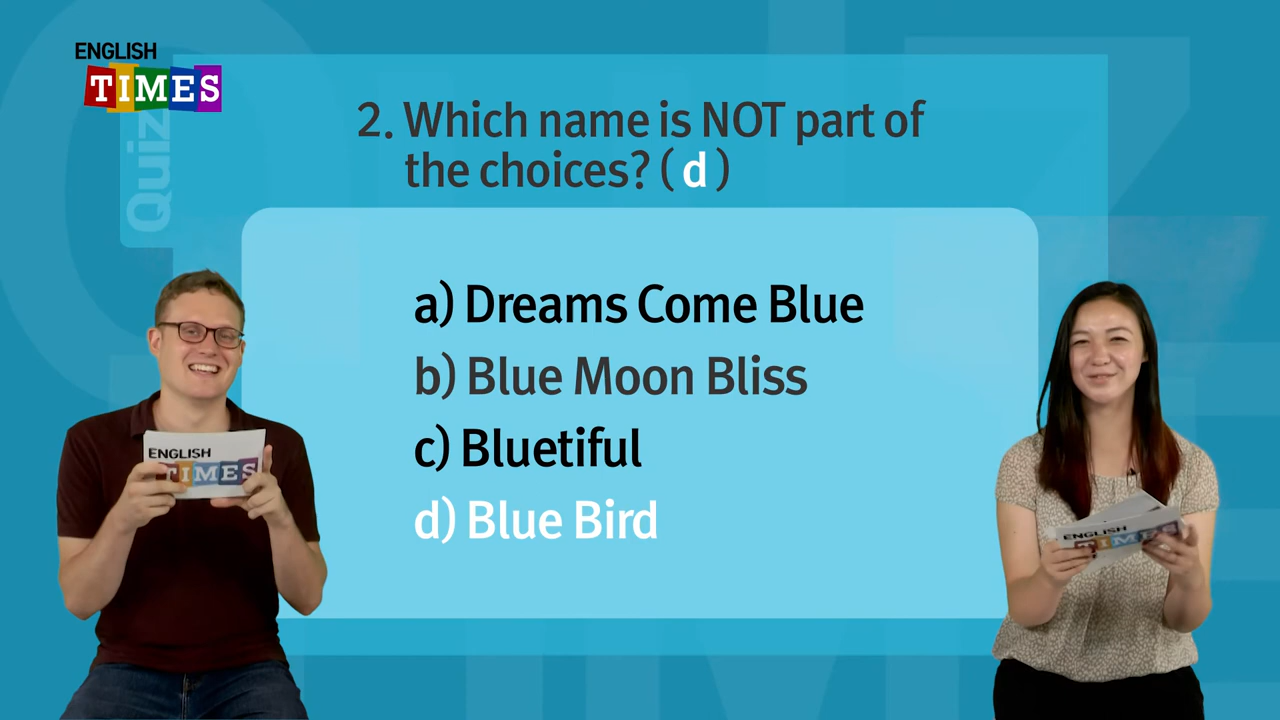 ENGLISH
TIMES
Quiz
2. Which name is NOT part of
the choices? ( d )
a) Dreams Come Blue
b) Blue Moon Bliss
c) Bluetiful
d) Blue Bird
ENGLISH
TIMES
ENGLISH
TIMES